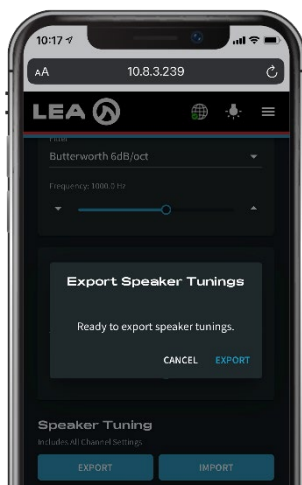 10:17
AA 10.8.3.239
LEA
Filter
Butterworth 6dB/oct
Frequency: 1000.0 Hz
Export Speaker Tunings
Ready to export speaker tunings.
CANCEL EXPORT
Speaker Tuning
Includes All Channel Settings
EXPORT IMPORT